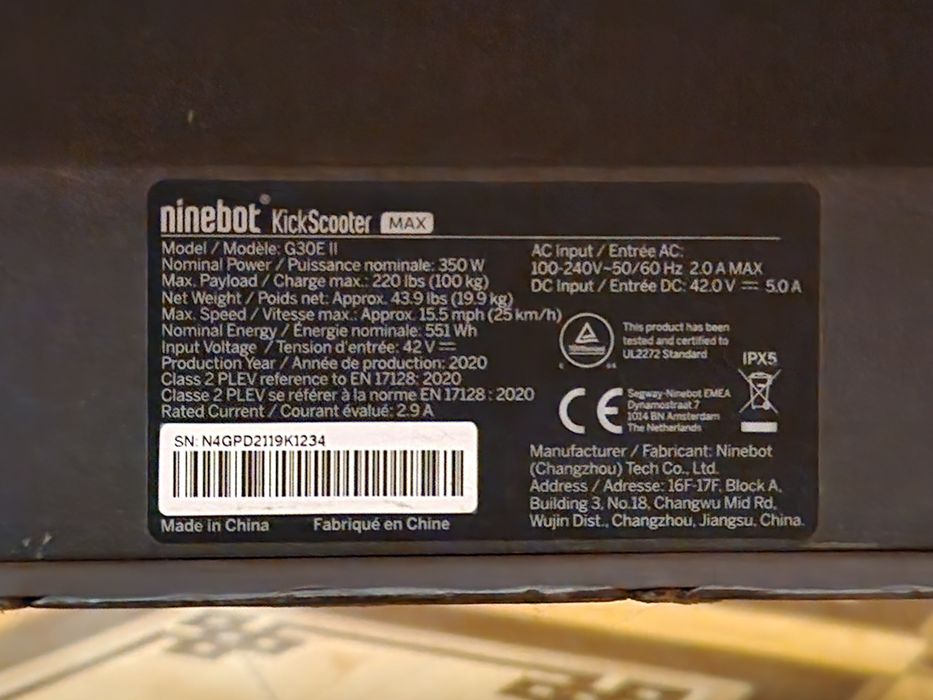 ninebot® KickScooter MAX
Model / Modèle: G30E II
Nominal Power / Puissance nominale: 350 W
Max. Payload / Charge max.: 220 lbs (100 kg)
Net Weight / Poids net: Approx. 43.9 lbs (19.9 kg)
Max. Speed / Vitesse max.: Approx. 15.5 mph (25 km/h)
Nominal Energy / Énergie nominale: 551 Wh
Input Voltage / Tension d'entrée: 42 V ⎓
Production Year / Année de production: 2020
Class 2 PLEV reference to EN 17128: 2020
Classe 2 PLEV se référer à la norme EN 17128 : 2020
Rated Current / Courant évalué: 2.9 A
SN: N4GPD2119K1234
Made in China Fabriqué en Chine
AC Input / Entrée AC:
100-240V~50/60 Hz 2.0 A MAX
DC Input / Entrée DC: 42.0 V ⎓ 5.0 A
This product has been
tested and certified to
UL2272 Standard
IPX5
CE
Segway-Ninebot EMEA
Dynamostraat 7
1014 BN Amsterdam
The Netherlands
Manufacturer / Fabricant: Ninebot
(Changzhou) Tech Co., Ltd.
Address / Adresse: 16F-17F, Block A,
Building 3, No.18, Changwu Mid Rd,
Wujin Dist., Changzhou, Jiangsu, China.